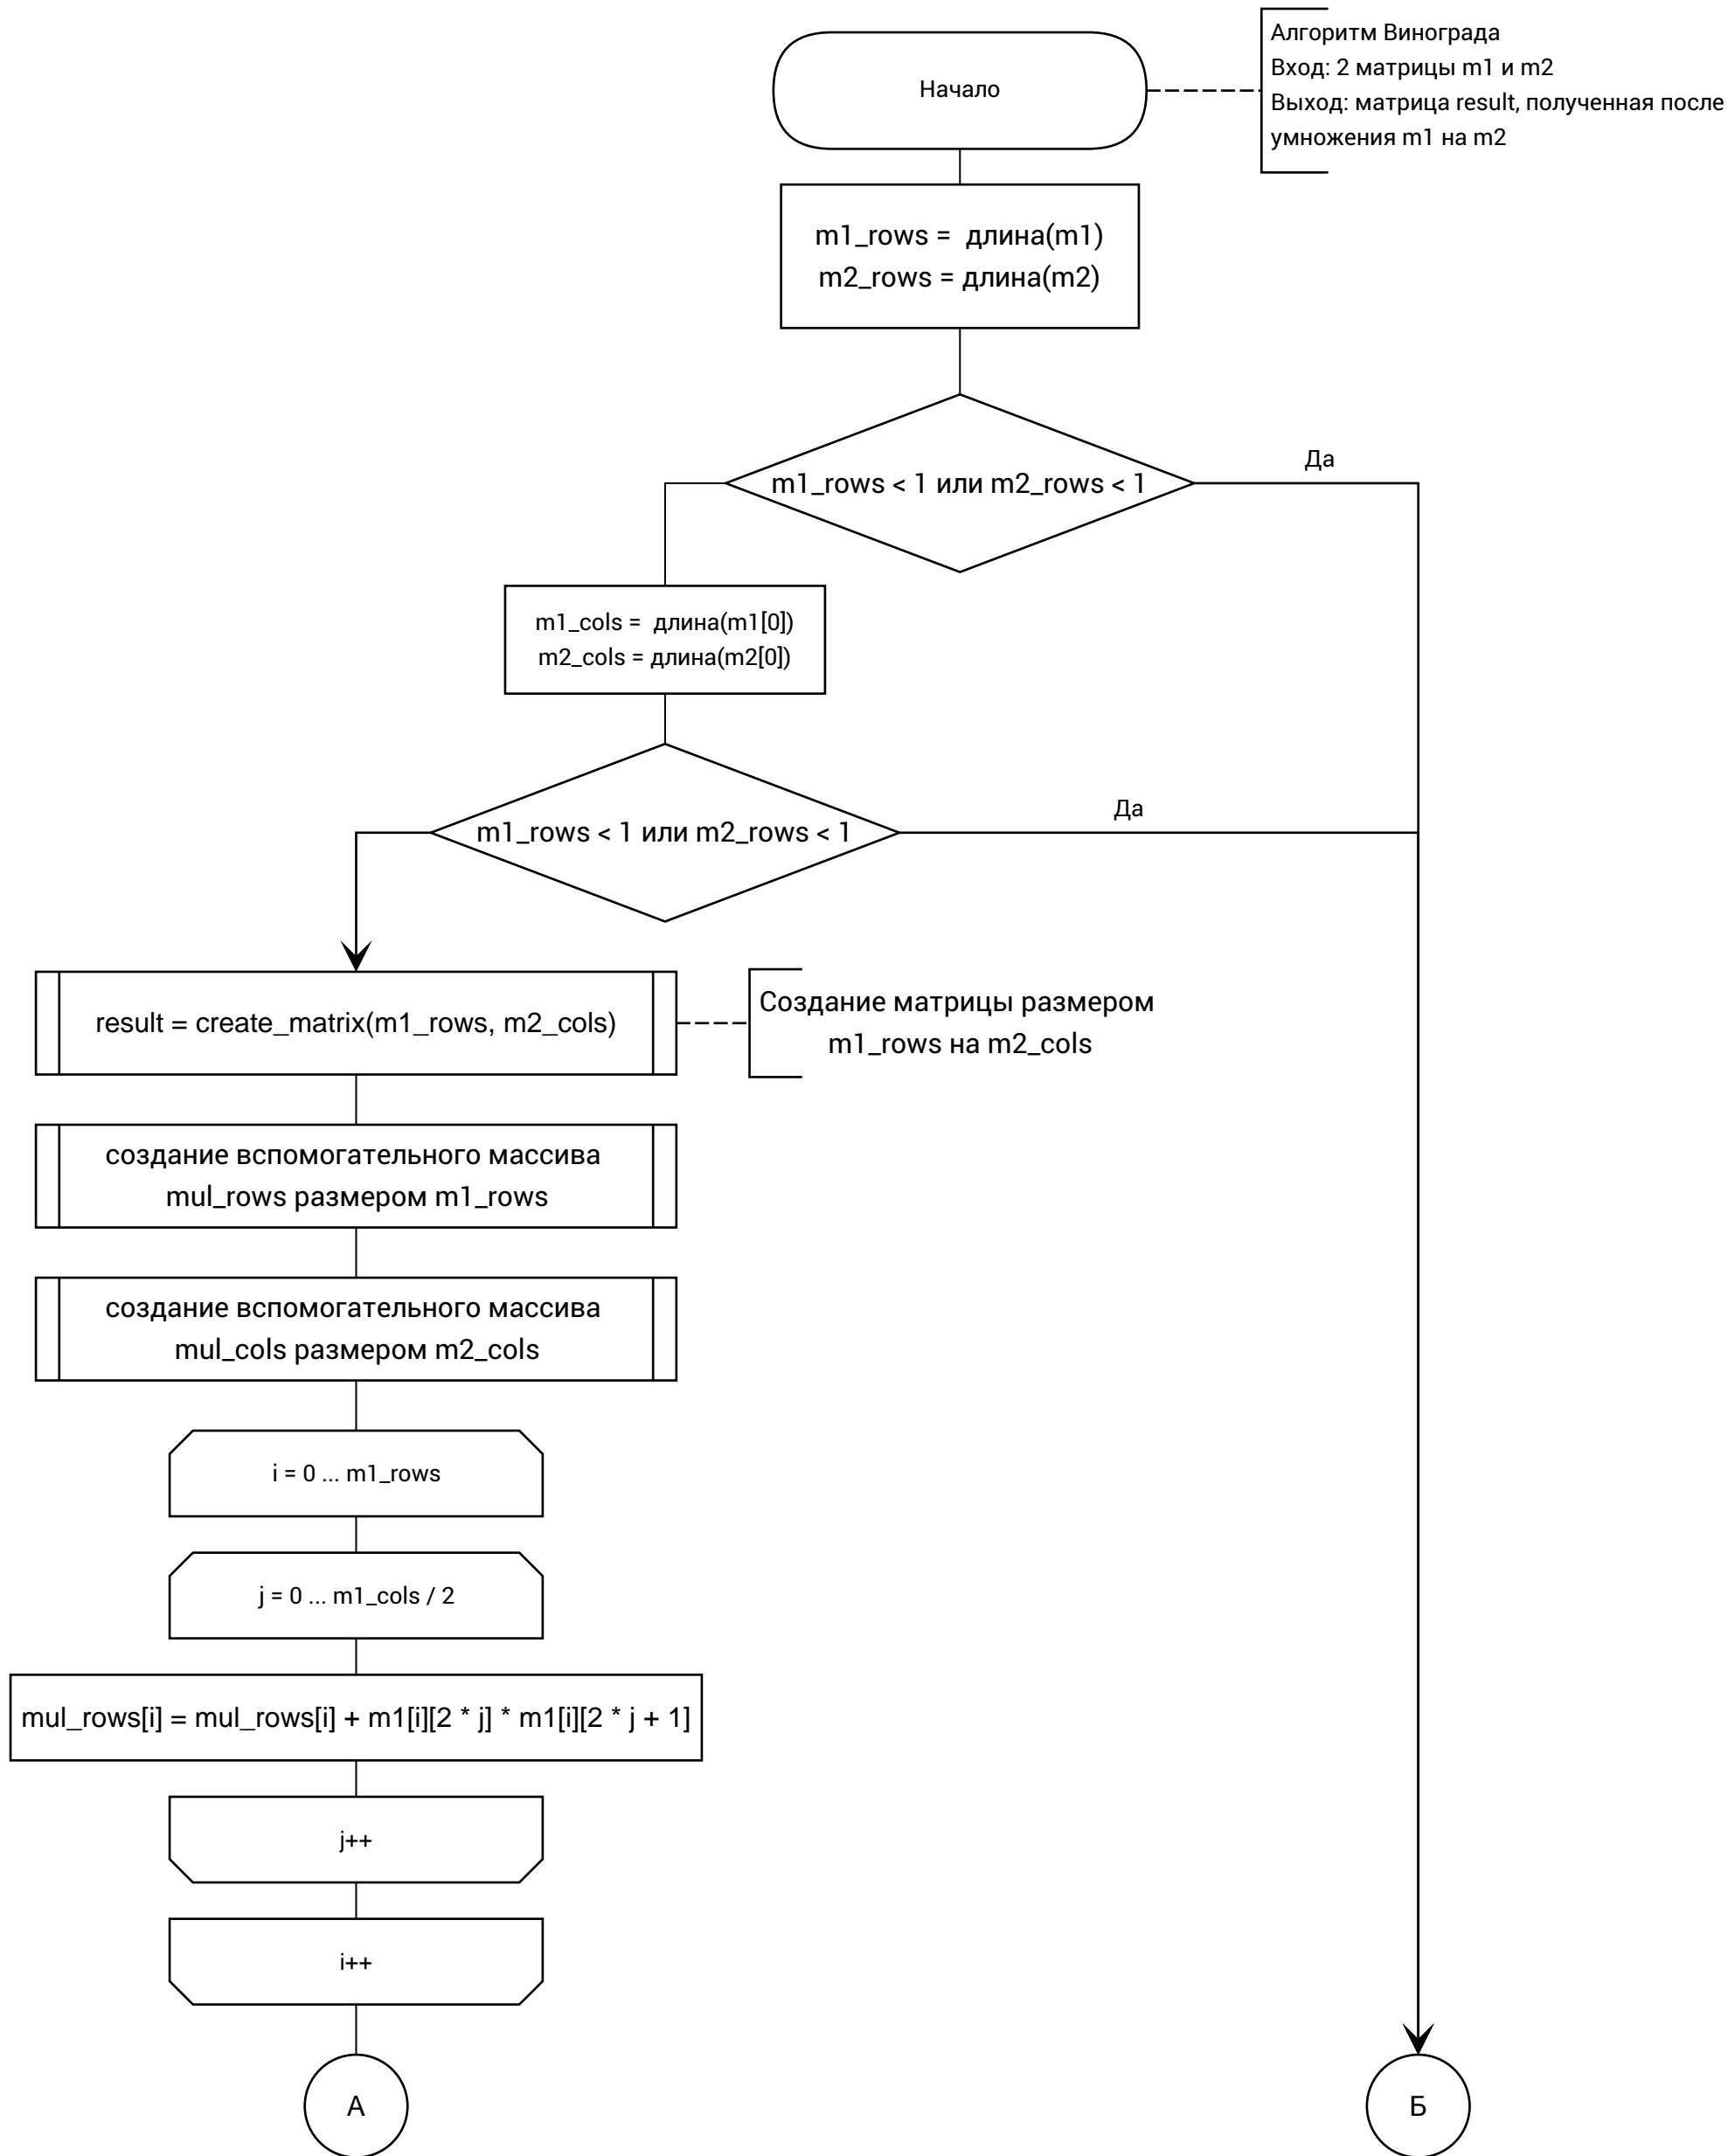 Начало
Алгоритм Винограда
Вход: 2 матрицы m1 и m2
Выход: матрица result, полученная после
умножения m1 на m2
m1_rows = длина(m1)
m2_rows = длина(m2)
m1_rows < 1 или m2_rows < 1
Да
m1_cols = длина(m1[0])
m2_cols = длина(m2[0])
m1_rows < 1 или m2_rows < 1
Да
result = create_matrix(m1_rows, m2_cols)
Создание матрицы размером
m1_rows на m2_cols
создание вспомогательного массива
mul_rows размером m1_rows
создание вспомогательного массива
mul_cols размером m2_cols
i = 0 ... m1_rows
j = 0 ... m1_cols / 2
mul_rows[i] = mul_rows[i] + m1[i][2 * j] * m1[i][2 * j + 1]
j++
i++
А
Б